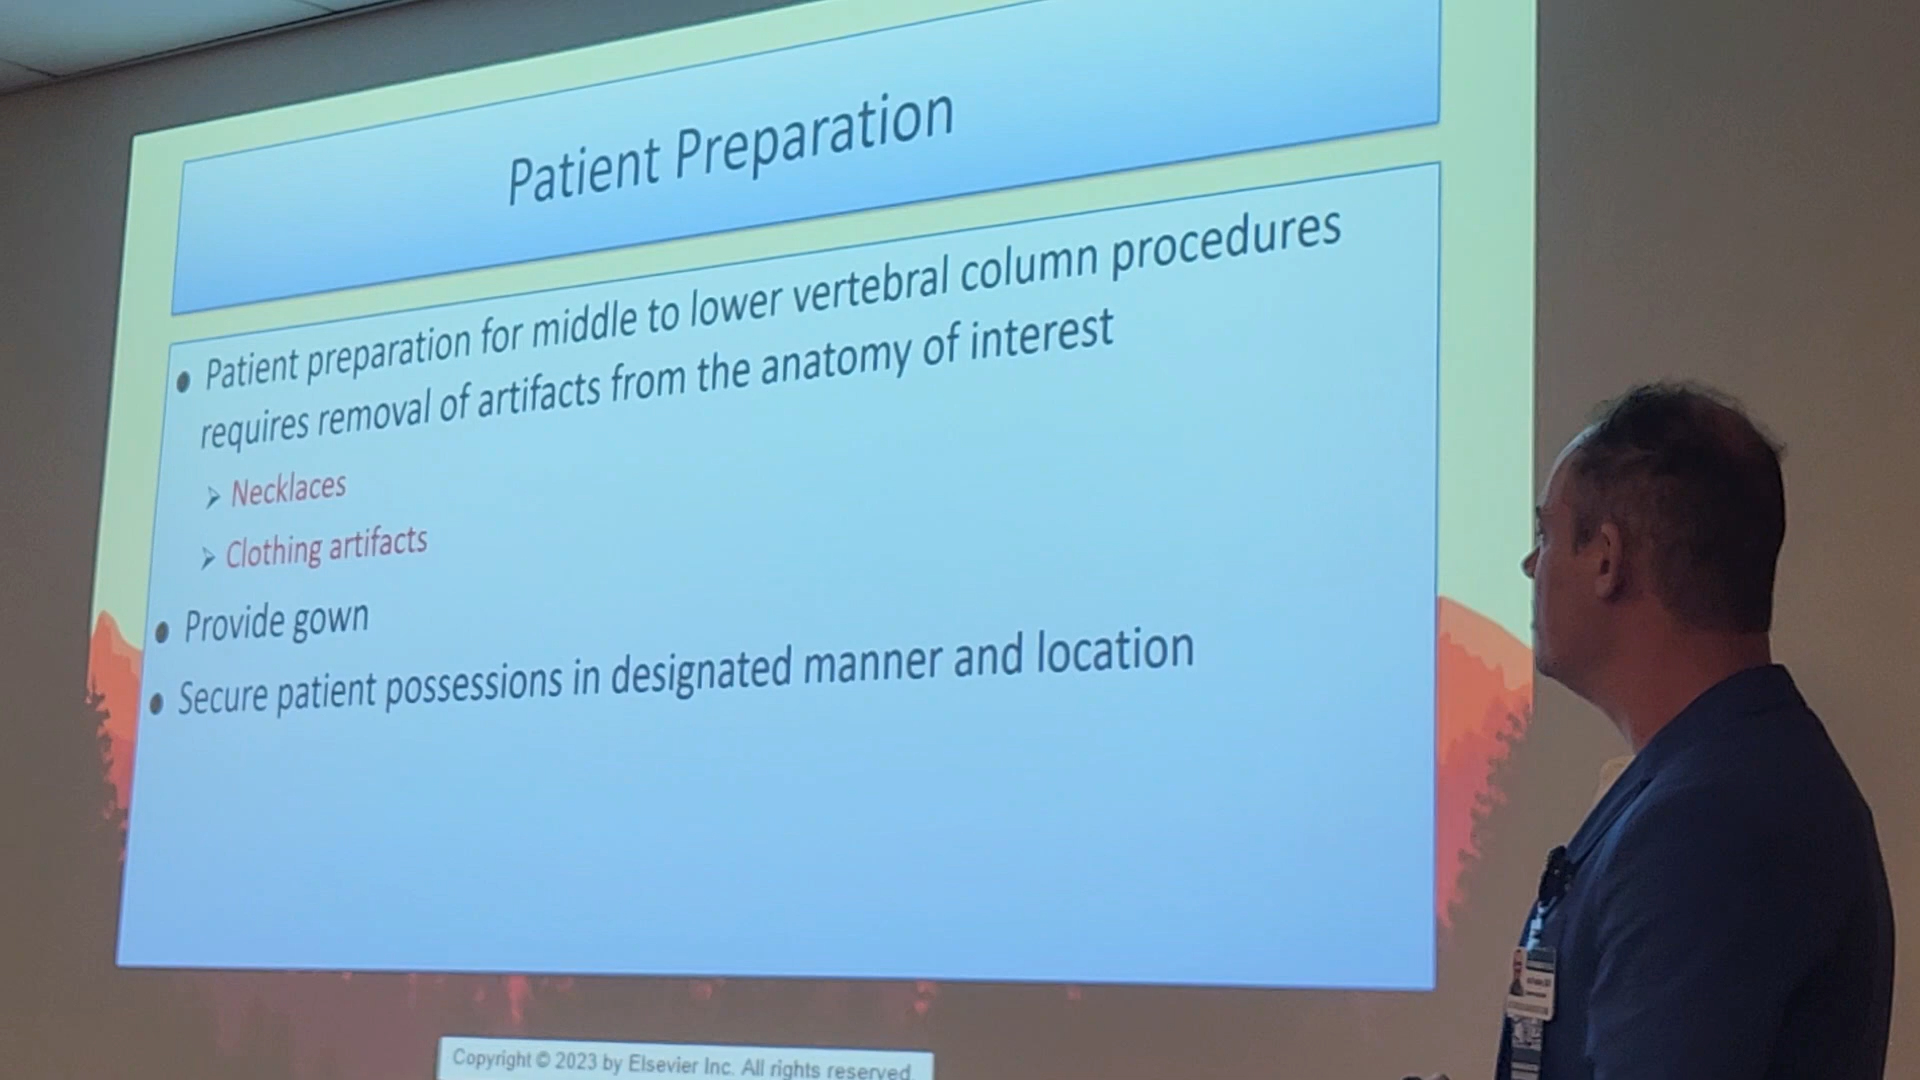 Patient Preparation
• Patient preparation for middle to lower vertebral column procedures
requires removal of artifacts from the anatomy of interest
➢ Necklaces
➢ Clothing artifacts
• Provide gown
• Secure patient possessions in designated manner and location
Copyright © 2023 by Elsevier Inc. All rights reserved.